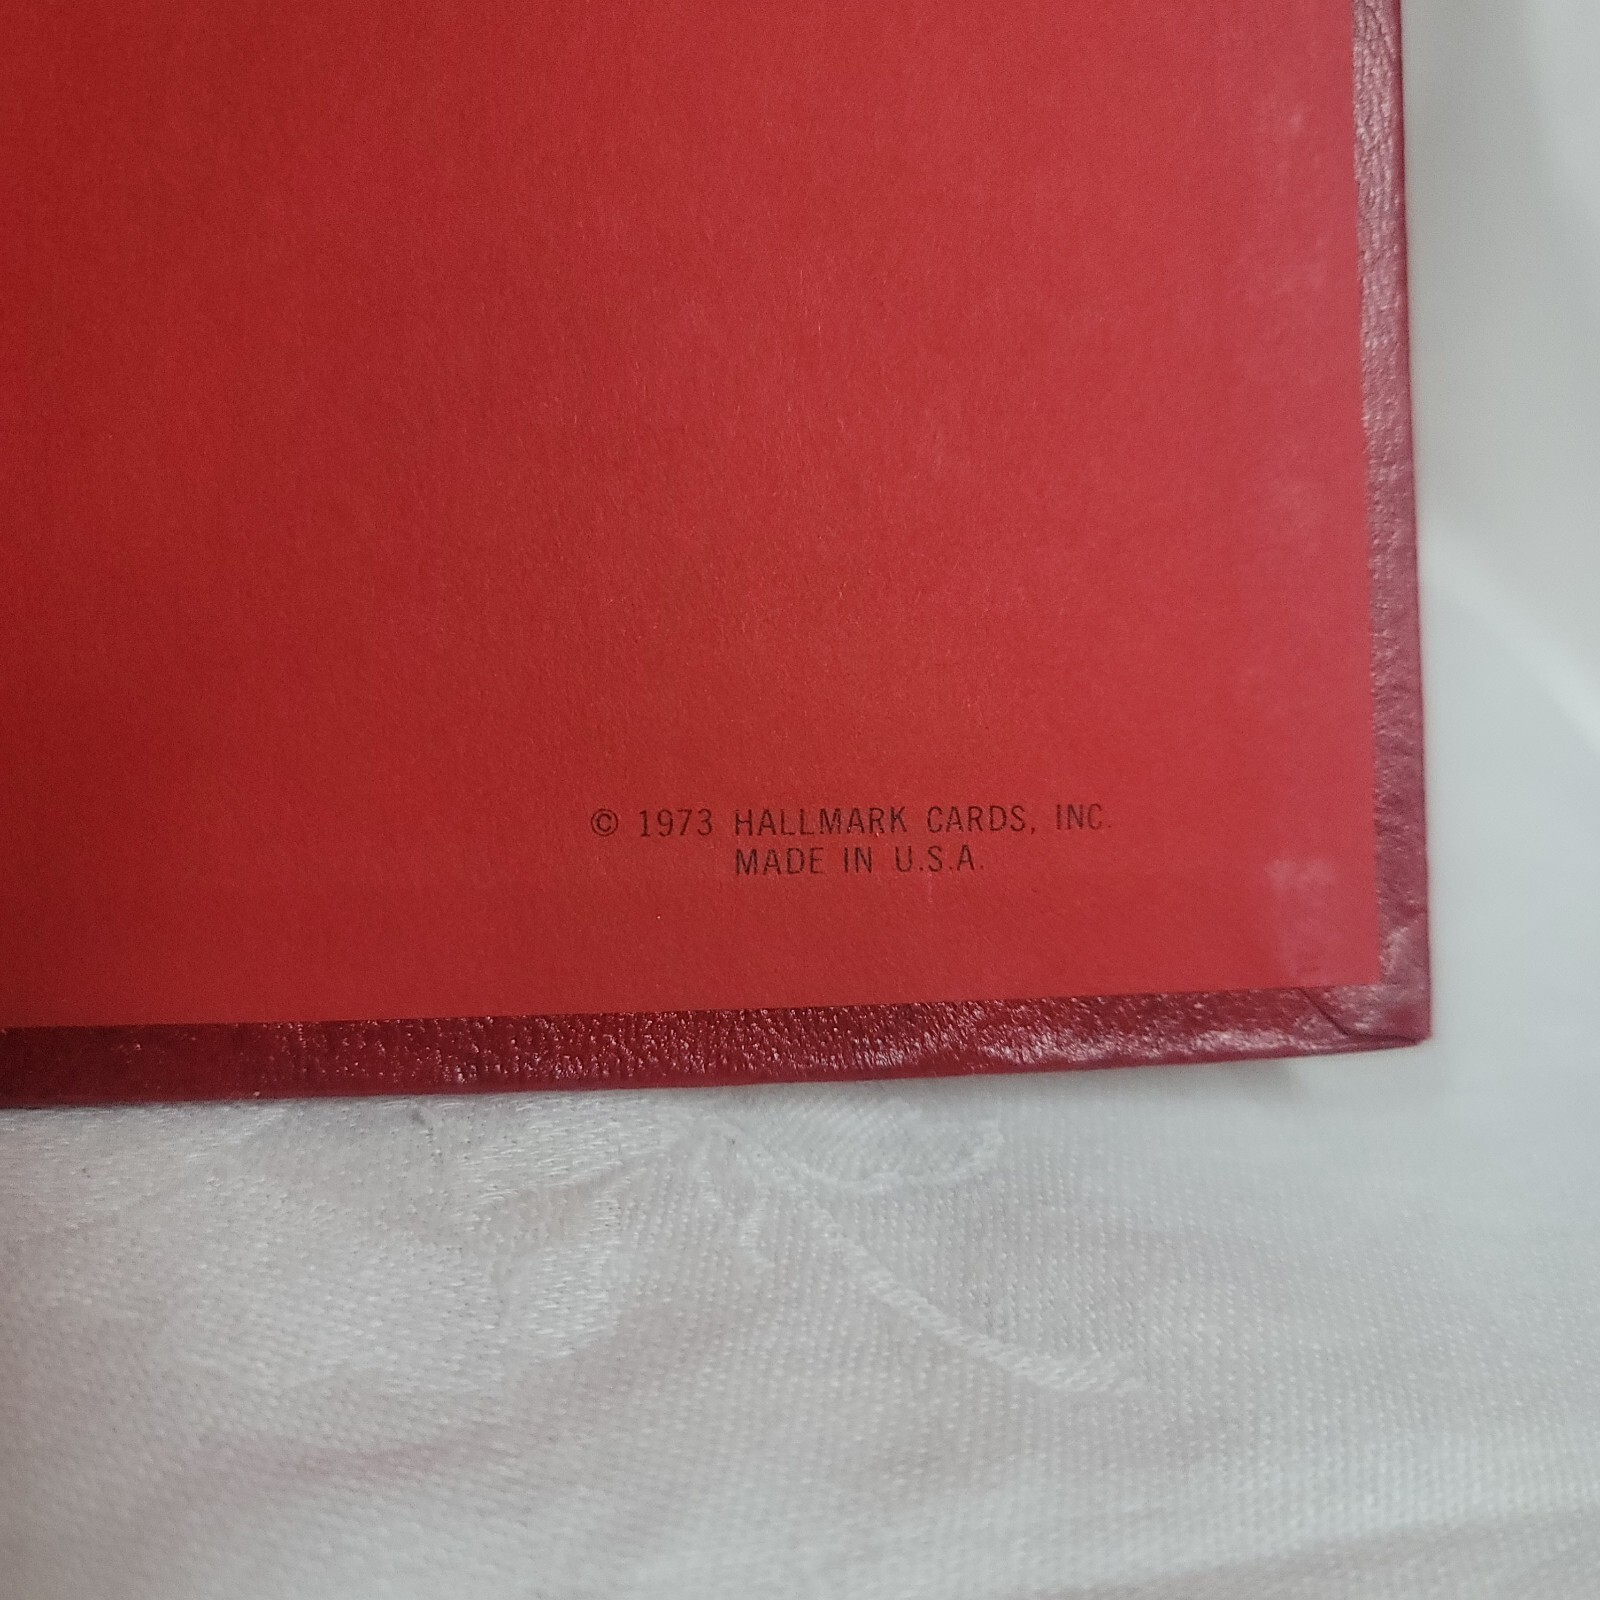 © 1973 HALLMARK CARDS, INC.
MADE IN U.S.A.